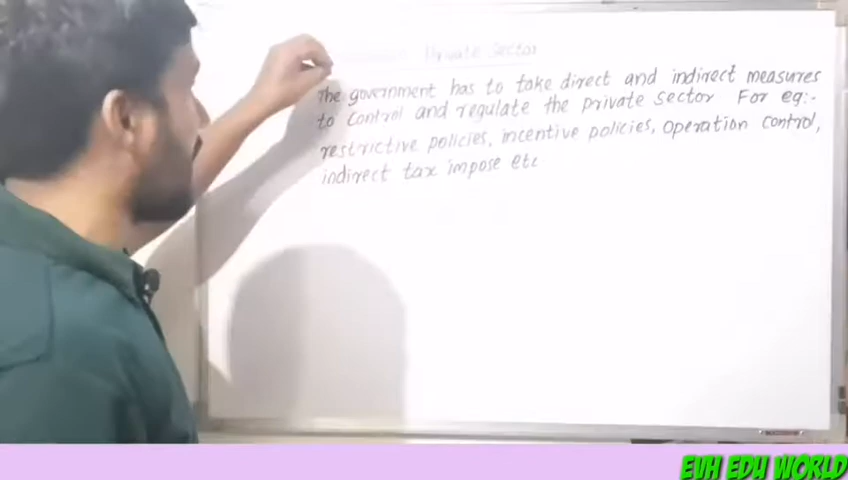 Private Sector
The government has to take direct and indirect measures
to control and regulate the private sector. For eg:-
restrictive policies, incentive policies, operation control,
indirect tax impose etc
EVH EDU WORLD